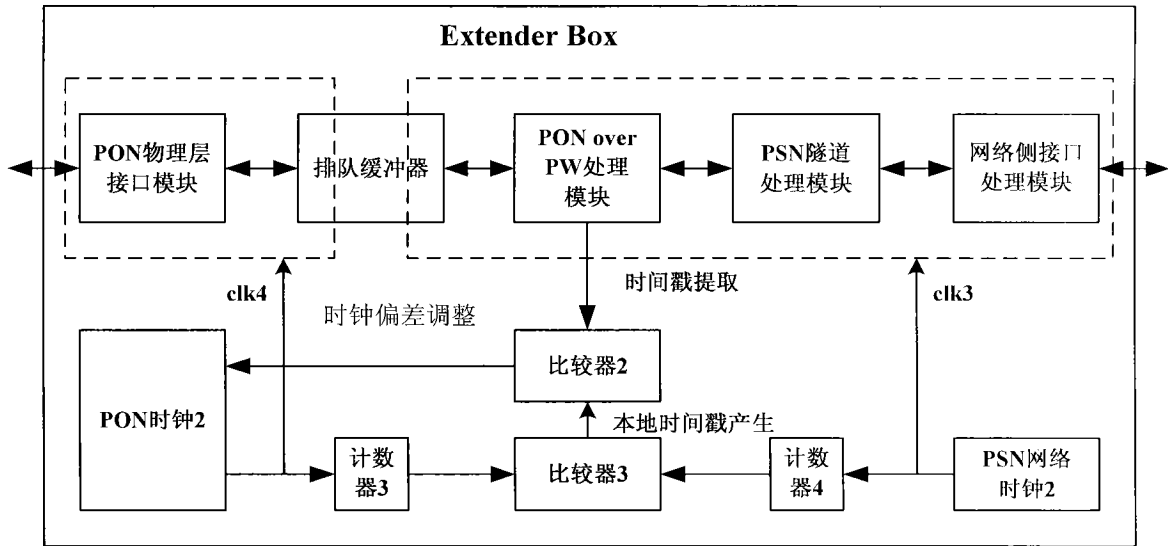 Extender Box
PON物理层
接口模块
排队缓冲器
PON over
PW处理
模块
PSN隧道
处理模块
网络侧接口
处理模块
clk4
时间戳提取
clk3
时钟偏差调整
比较器2
PON时钟2
本地时间戳产生
计数
器3
比较器3
计数
器4
PSN网络
时钟2